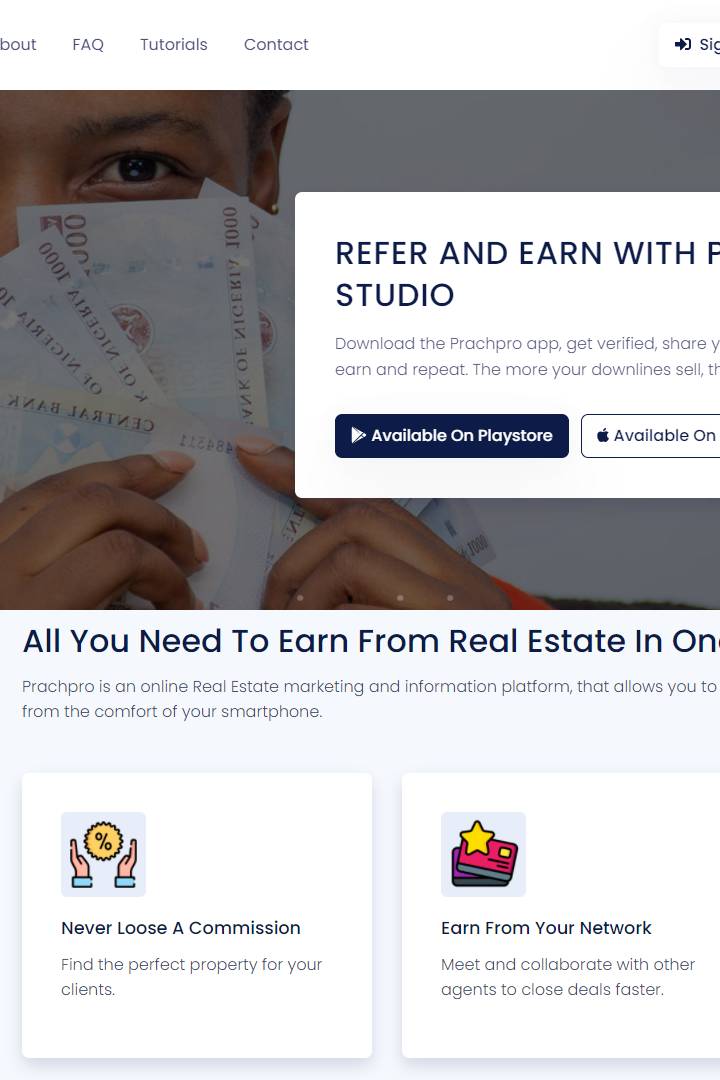 bout FAQ Tutorials Contact Sig
REFER AND EARN WITH P
STUDIO
Download the Prachpro app, get verified, share y
earn and repeat. The more your downlines sell, th
Available On Playstore Available On
1000
1000
1000
OF NIGERIA
OF NIGERIA
BANK OF NIGERIA
CENTRAL BANK
484311
1000
All You Need To Earn From Real Estate In On
Prachpro is an online Real Estate marketing and information platform, that allows you to
from the comfort of your smartphone.
%
Never Loose A Commission
Find the perfect property for your
clients.
Earn From Your Network
Meet and collaborate with other
agents to close deals faster.